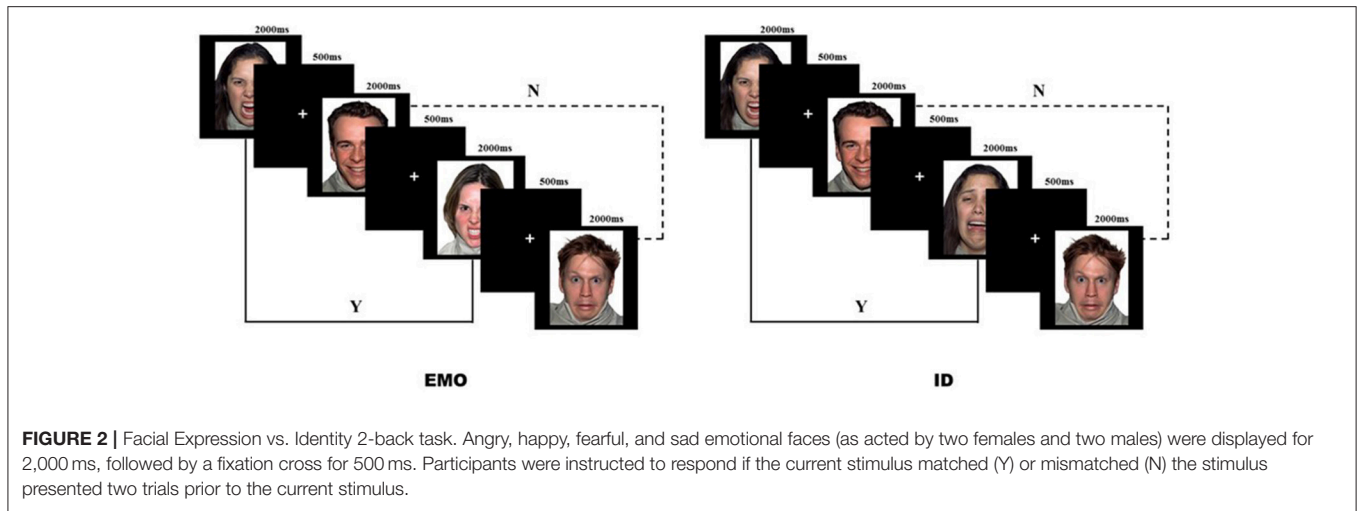 2000ms
500ms
2000ms
500ms
2000ms
500ms
2000ms
N
Y
EMO
2000ms
500ms
2000ms
500ms
2000ms
500ms
2000ms
N
Y
ID
FIGURE 2 | Facial Expression vs. Identity 2-back task. Angry, happy, fearful, and sad emotional faces (as acted by two females and two males) were displayed for
2,000 ms, followed by a fixation cross for 500 ms. Participants were instructed to respond if the current stimulus matched (Y) or mismatched (N) the stimulus
presented two trials prior to the current stimulus.